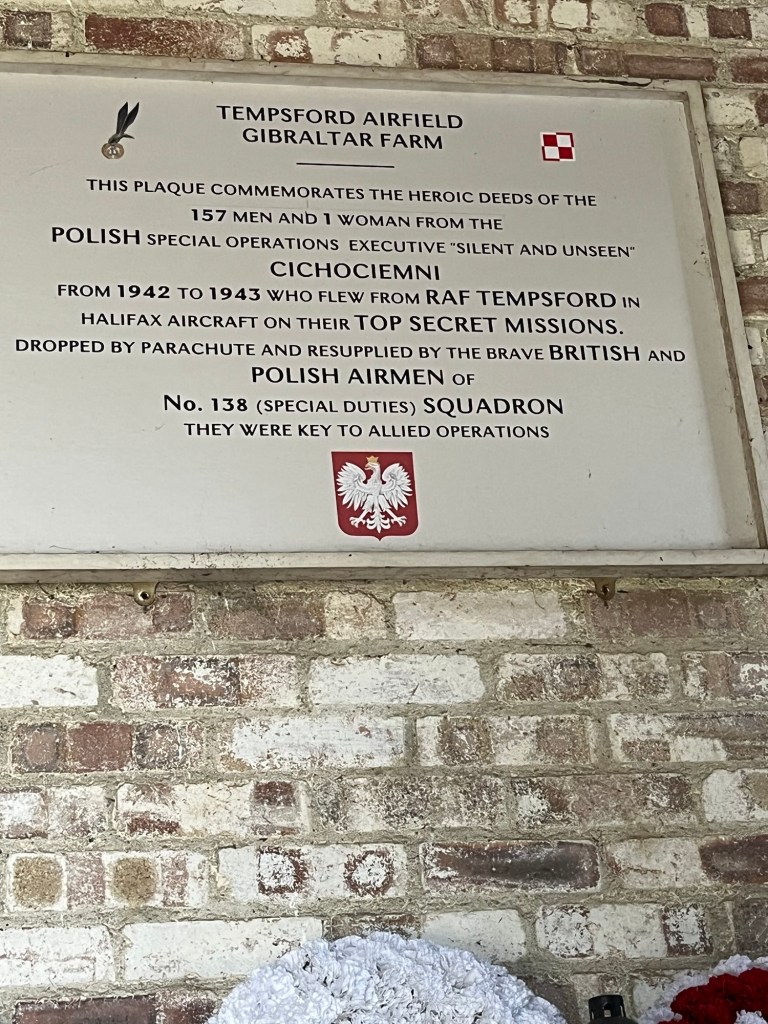 TEMPSFORD AIRFIELD
GIBRALTAR FARM
THIS PLAQUE COMMEMORATES THE HEROIC DEEDS OF THE
157 MEN AND 1 WOMAN FROM THE
POLISH SPECIAL OPERATIONS EXECUTIVE "SILENT AND UNSEEN"
CICHOCIEMNI
FROM 1942 TO 1943 WHO FLEW FROM RAF TEMPSFORD IN
HALIFAX AIRCRAFT ON THEIR TOP SECRET MISSIONS.
DROPPED BY PARACHUTE AND RESUPPLIED BY THE BRAVE BRITISH AND
POLISH AIRMEN OF
No. 138 (SPECIAL DUTIES) SQUADRON
THEY WERE KEY TO ALLIED OPERATIONS